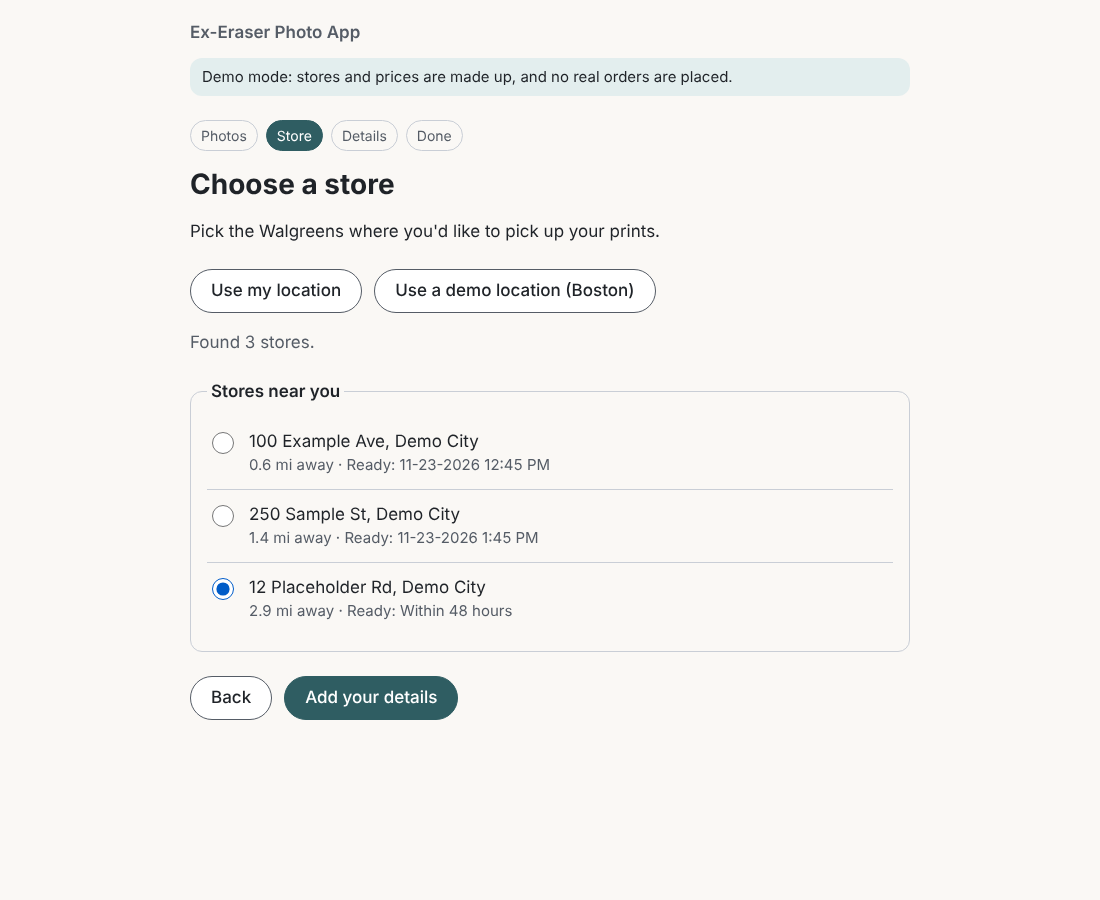 Ex-Eraser Photo App
Demo mode: stores and prices are made up, and no real orders are placed.
Photos Store Details Done
Choose a store
Pick the Walgreens where you'd like to pick up your prints.
Use my location Use a demo location (Boston)
Found 3 stores.
Stores near you
100 Example Ave, Demo City
0.6 mi away · Ready: 11-23-2026 12:45 PM
250 Sample St, Demo City
1.4 mi away · Ready: 11-23-2026 1:45 PM
12 Placeholder Rd, Demo City
2.9 mi away · Ready: Within 48 hours
Back Add your details